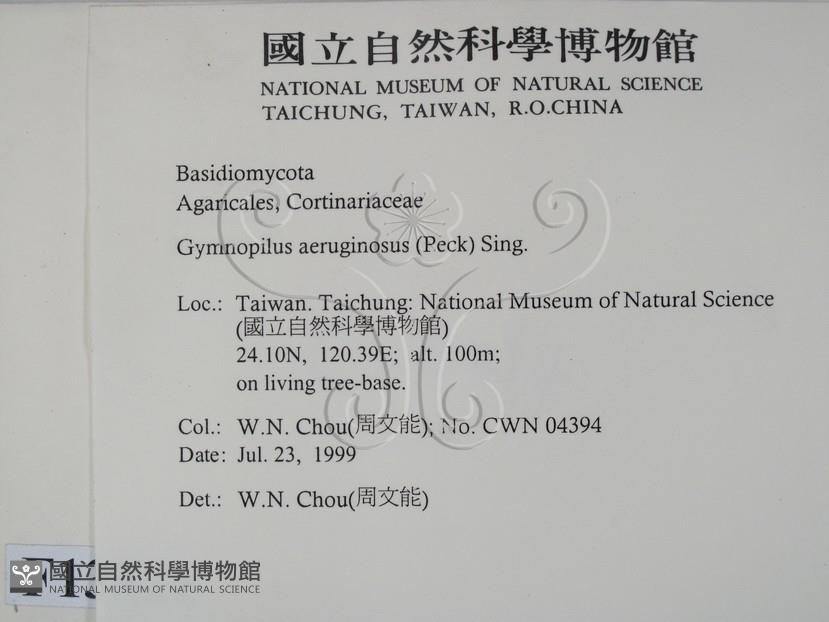 國立自然科學博物館
NATIONAL MUSEUM OF NATURAL SCIENCE
TAICHUNG, TAIWAN, R.O.CHINA
Basidiomycota
Agaricales, Cortinariaceae
Gymnopilus aeruginosus (Peck) Sing.
Loc.: Taiwan. Taichung: National Museum of Natural Science
(國立自然科學博物館)
24.10N, 120.39E; alt. 100m;
on living tree-base.
Col.: W.N. Chou(周文能); No. CWN 04394
Date: Jul. 23, 1999
Det.: W.N. Chou(周文能)
國立自然科學博物館
NATIONAL MUSEUM OF NATURAL SCIENCE